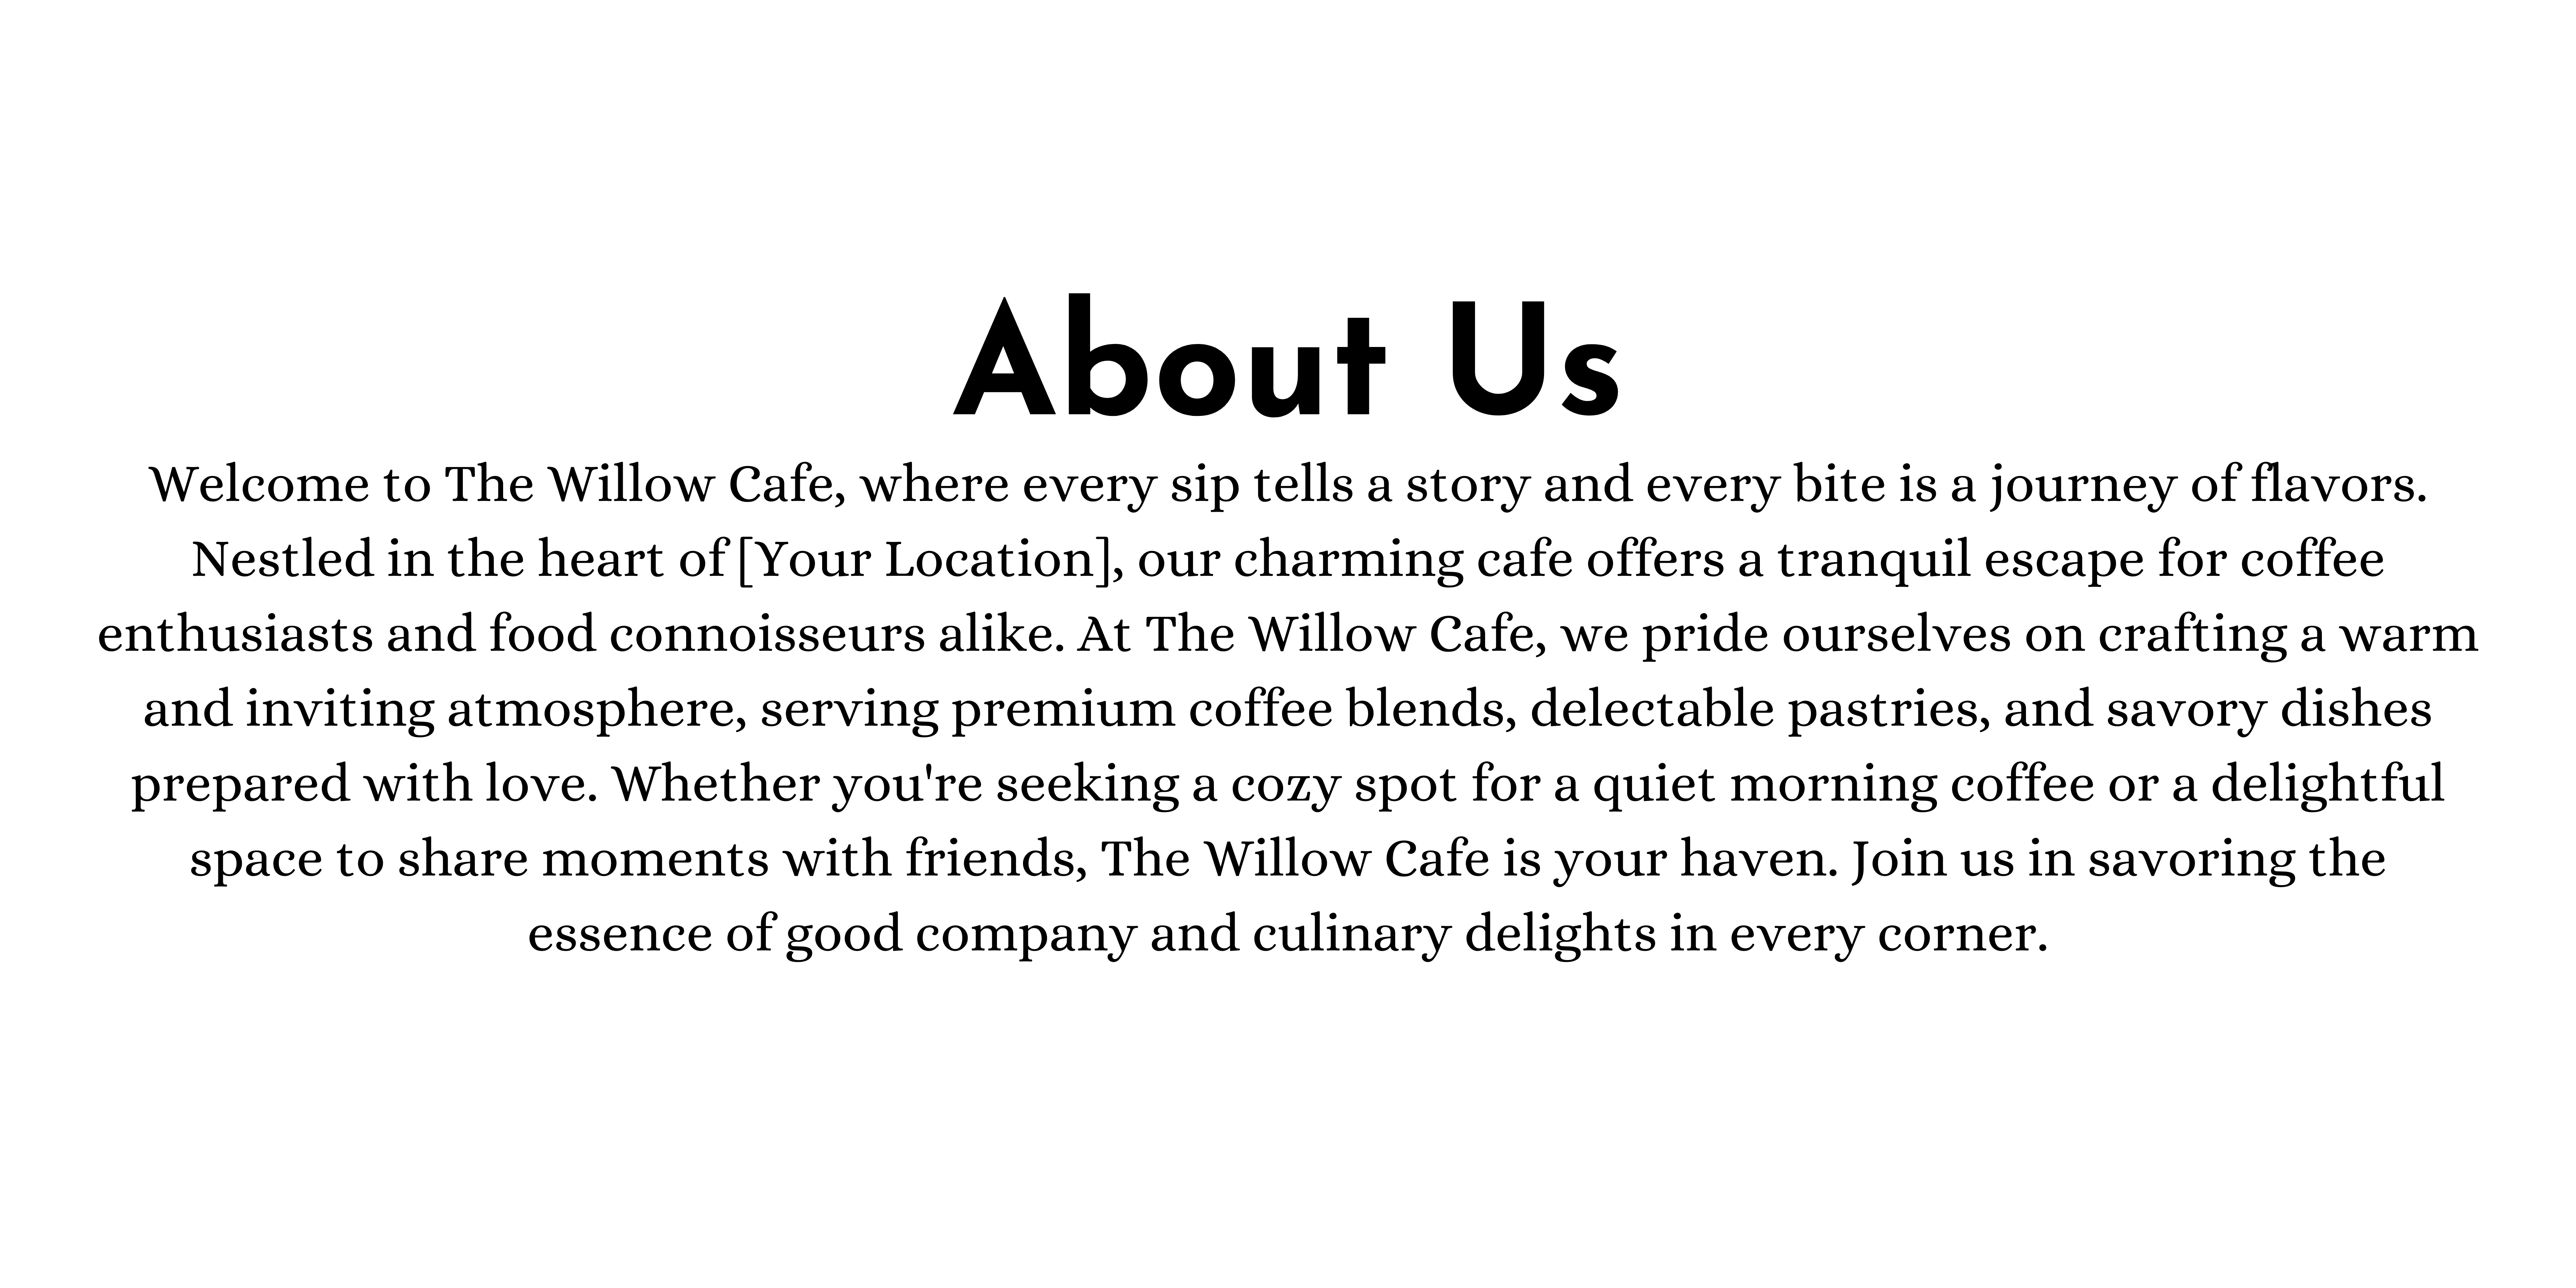 About Us
Welcome to The Willow Cafe, where every sip tells a story and every bite is a journey of flavors.
Nestled in the heart of [Your Location], our charming cafe offers a tranquil escape for coffee
enthusiasts and food connoisseurs alike. At The Willow Cafe, we pride ourselves on crafting a warm
and inviting atmosphere, serving premium coffee blends, delectable pastries, and savory dishes
prepared with love. Whether you're seeking a cozy spot for a quiet morning coffee or a delightful
space to share moments with friends, The Willow Cafe is your haven. Join us in savoring the
essence of good company and culinary delights in every corner.